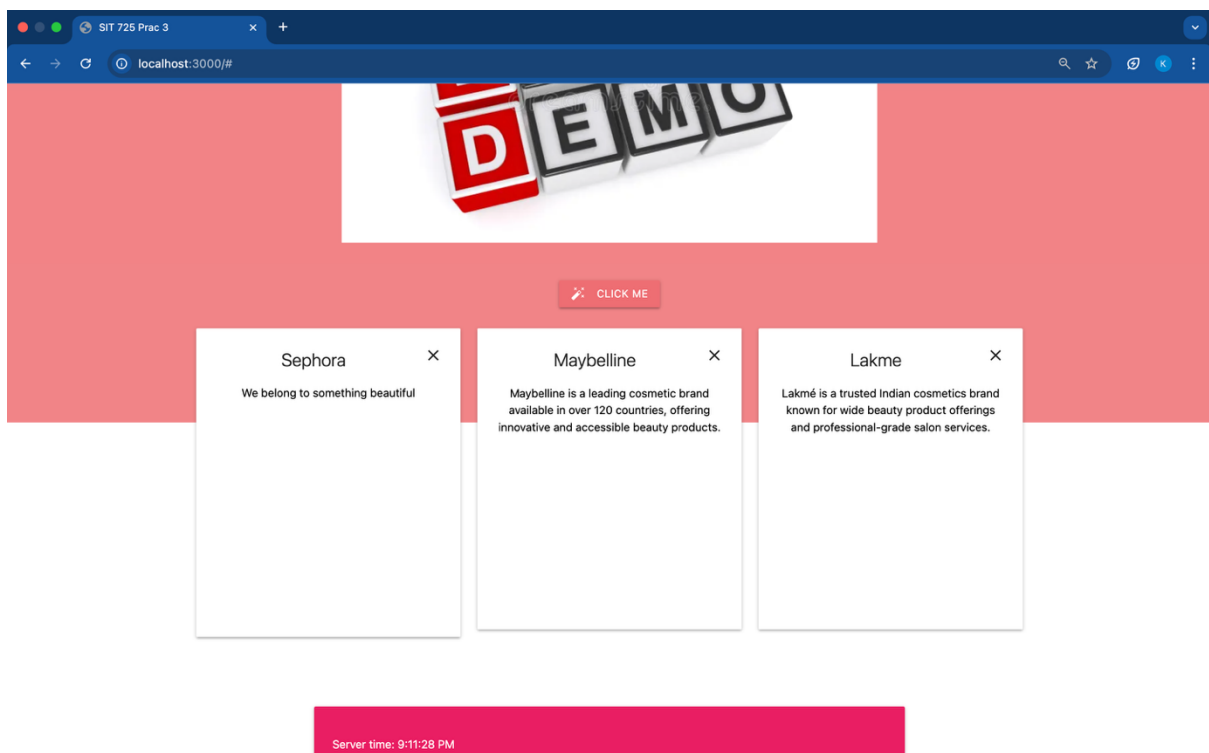 SIT 725 Prac 3
localhost:3000/#
K
DEMO
CLICK ME
Sephora
We belong to something beautiful
Maybelline
Maybelline is a leading cosmetic brand
available in over 120 countries, offering
innovative and accessible beauty products.
Lakme
Lakmé is a trusted Indian cosmetics brand
known for wide beauty product offerings
and professional-grade salon services.
Server time: 9:11:28 PM